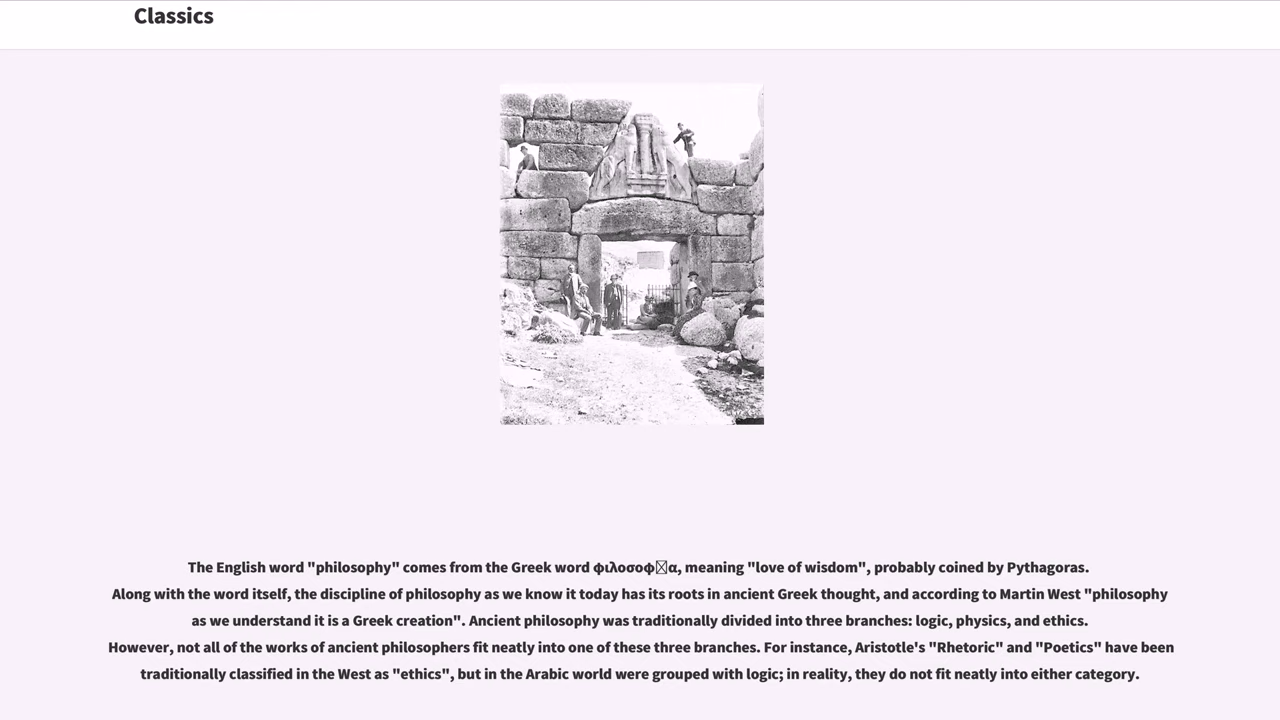 Classics
The English word "philosophy" comes from the Greek word φιλοσοφ□α, meaning "love of wisdom", probably coined by Pythagoras.
Along with the word itself, the discipline of philosophy as we know it today has its roots in ancient Greek thought, and according to Martin West "philosophy
as we understand it is a Greek creation". Ancient philosophy was traditionally divided into three branches: logic, physics, and ethics.
However, not all of the works of ancient philosophers fit neatly into one of these three branches. For instance, Aristotle's "Rhetoric" and "Poetics" have been
traditionally classified in the West as "ethics", but in the Arabic world were grouped with logic; in reality, they do not fit neatly into either category.